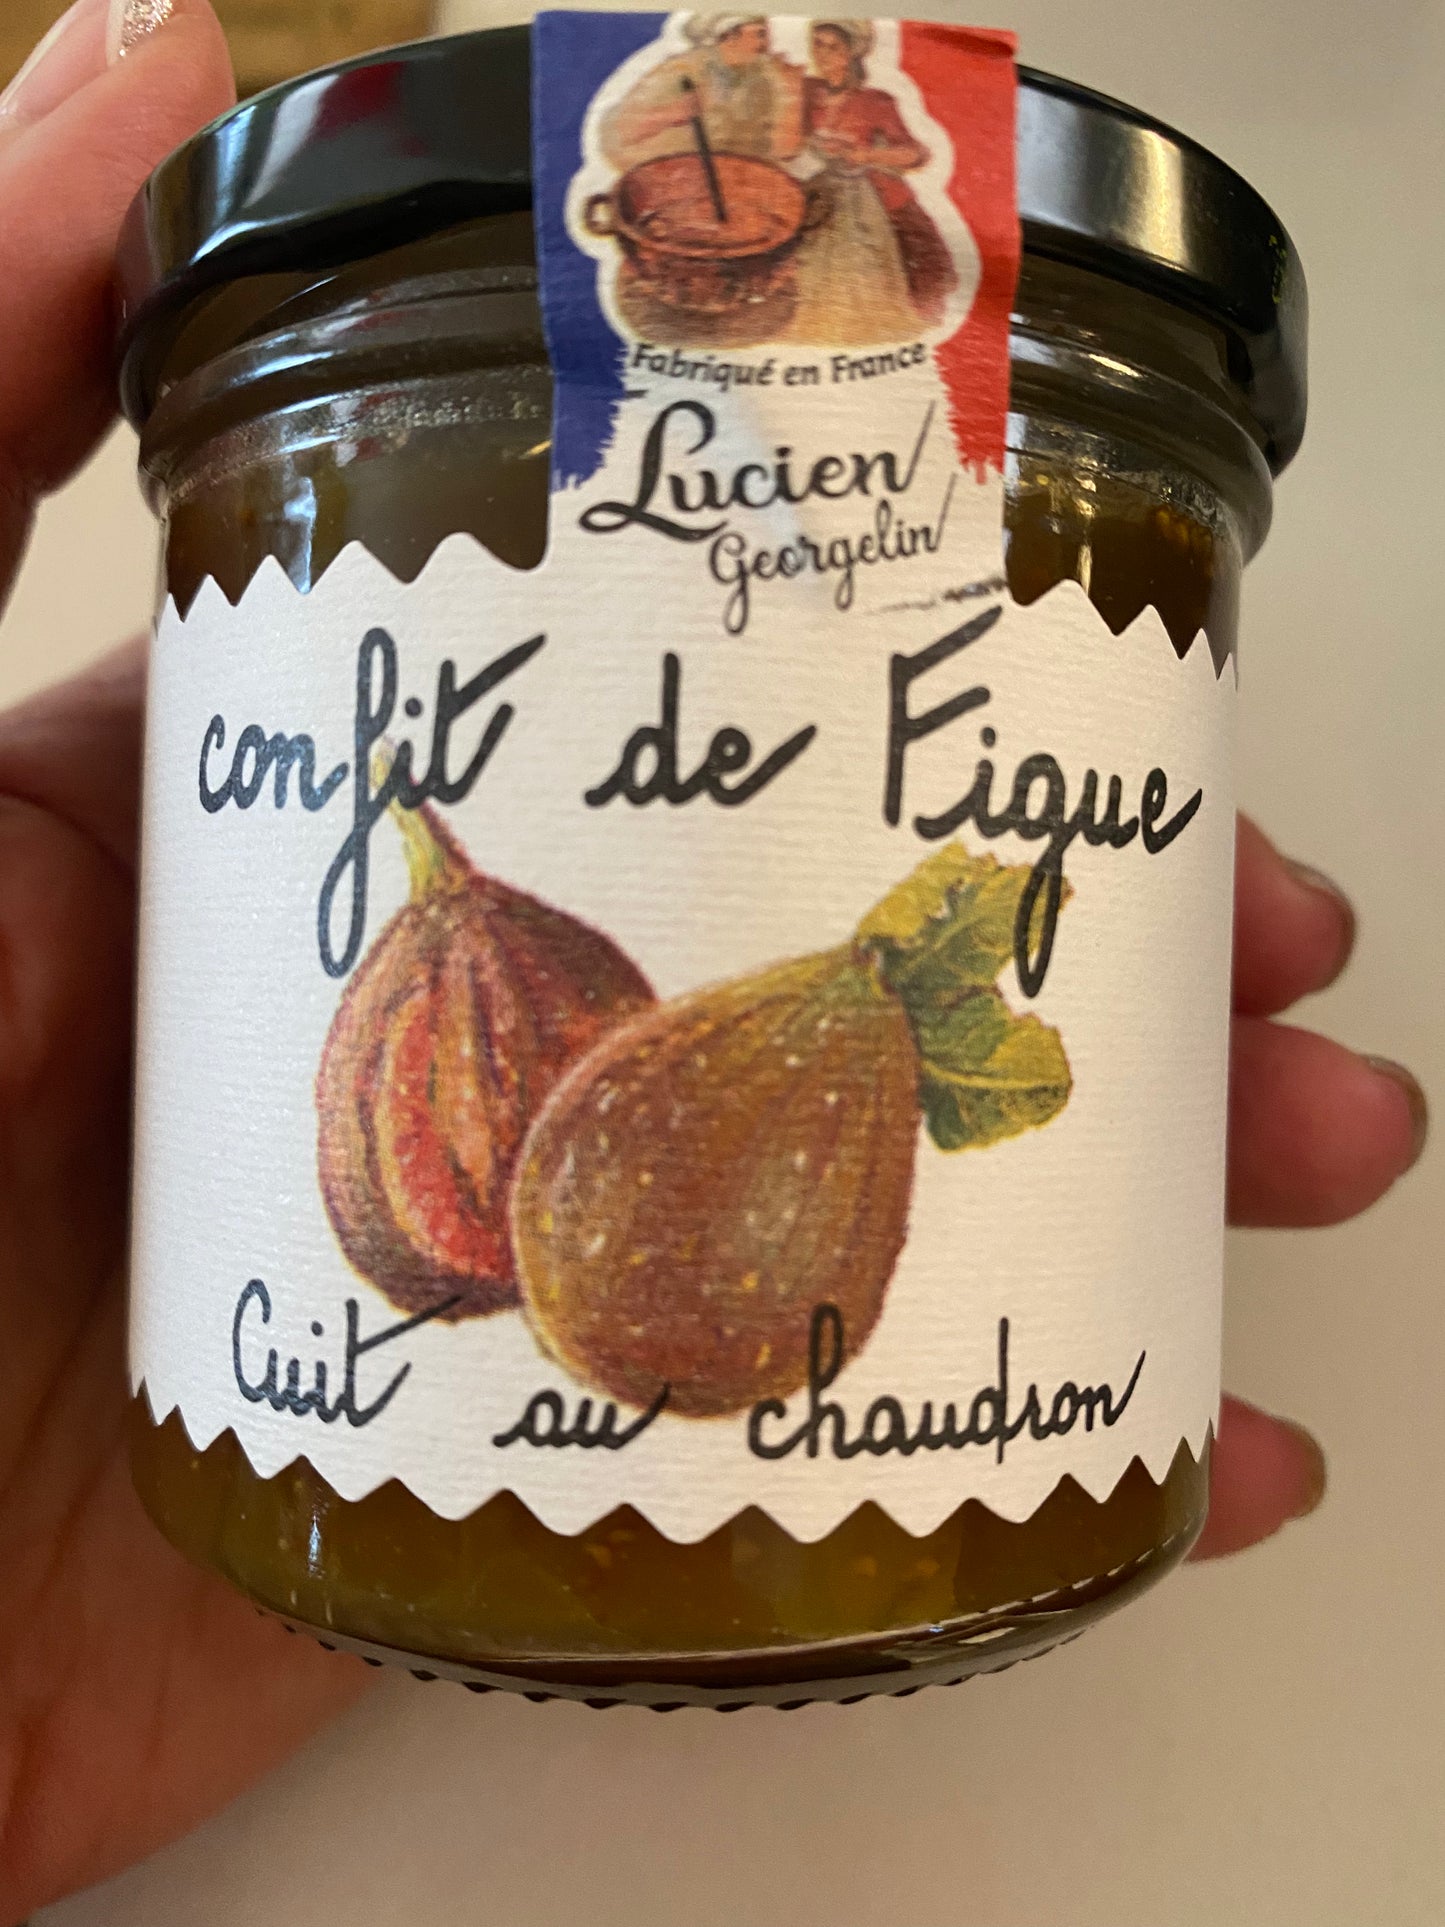 Fabriqué en France
Lucien
Georgelin
confit de Figue
Cuit au chaudron